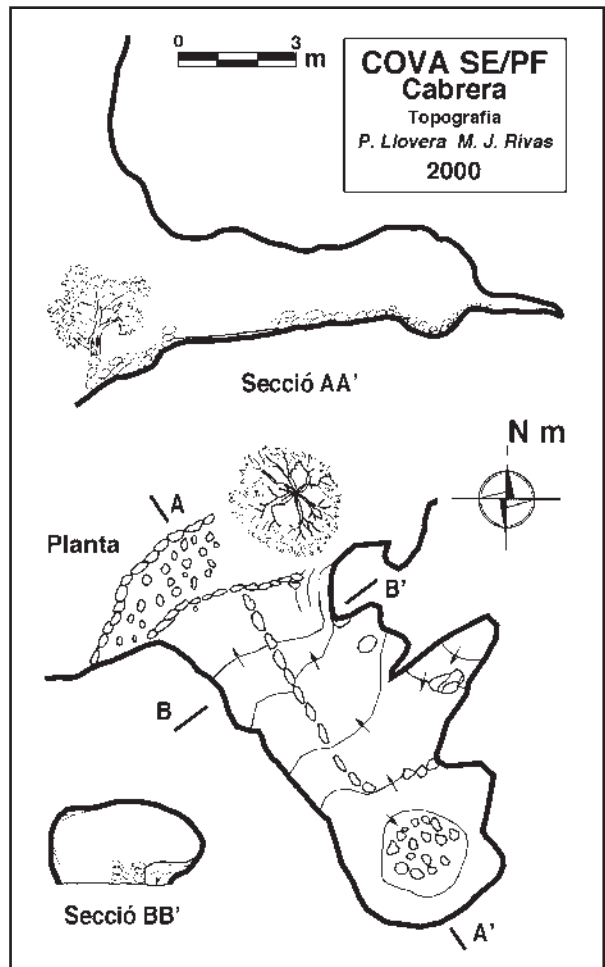 0 3
m
COVA SE/PF
Cabrera
Topografia
P. Llovera M. J. Rivas
2000
Secció AA'
N m
A
Planta
B'
B
Secció BB'
A'